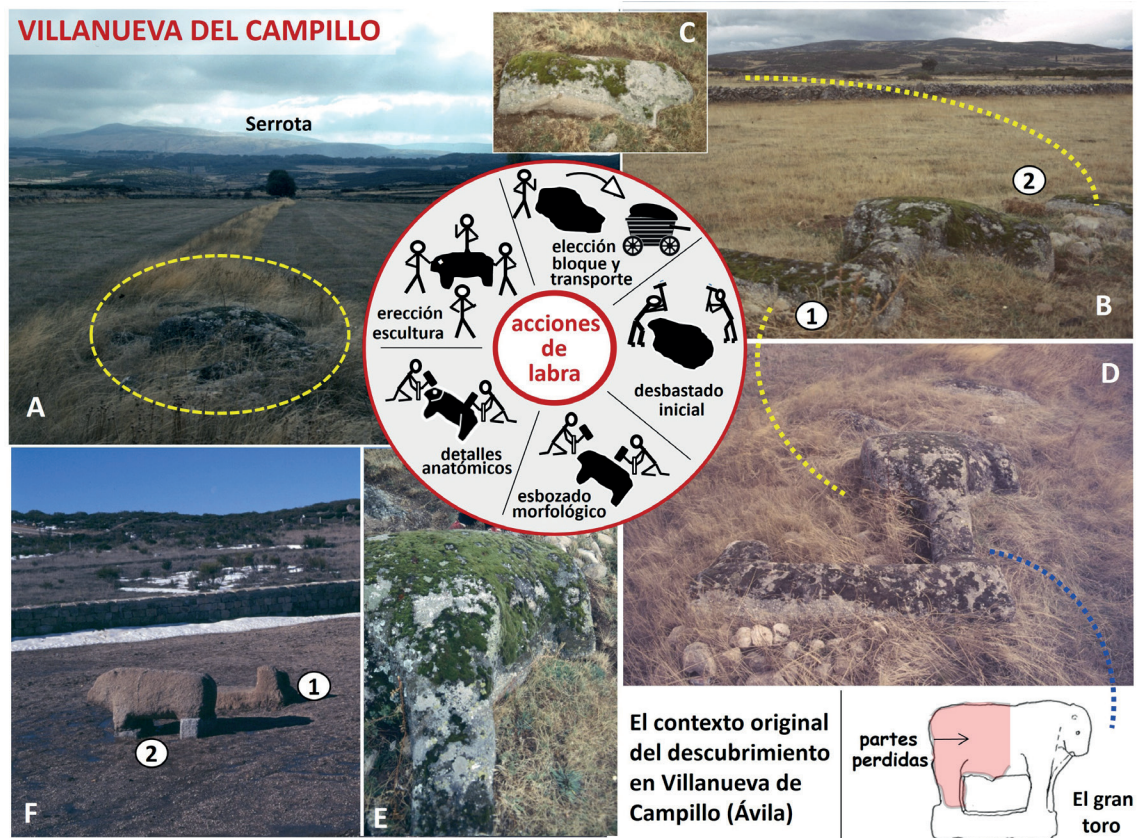 VILLANUEVA DEL CAMPILLO
Serrota
A
C
B
2
1
elección
bloque y
transporte
desbastado
inicial
esbozado
morfológico
detalles
anatómicos
erección
escultura
acciones
de
labra
D
F
1
2
E
El contexto original
del descubrimiento
en Villanueva de
Campillo (Ávila)
partes
perdidas
El gran
toro